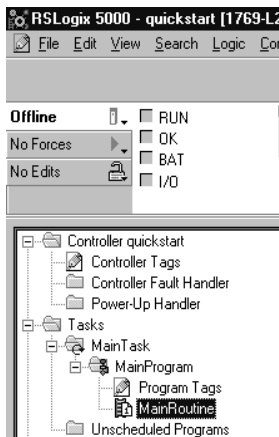 RSLogix 5000 - quickstart [1769-L2
File Edit View Search Logic Co
Offline RUN
No Forces OK
BAT
No Edits I/O
Controller quickstart
Controller Tags
Controller Fault Handler
Power-Up Handler
Tasks
MainTask
MainProgram
Program Tags
MainRoutine
Unscheduled Programs